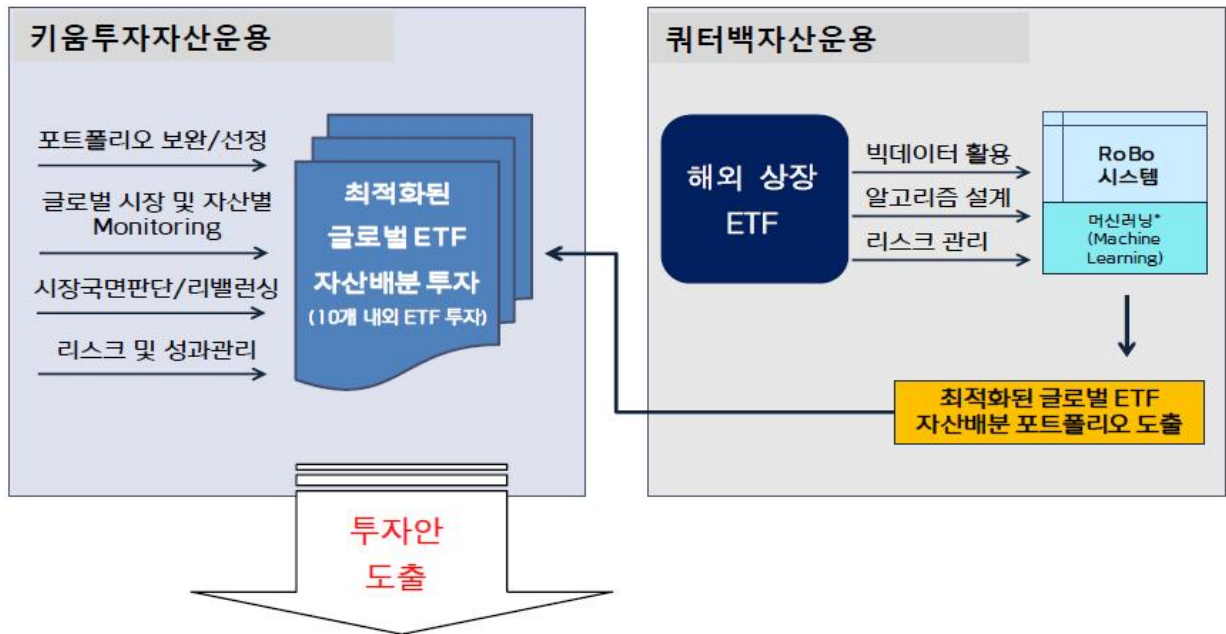 키움투자자산운용
포트폴리오 보완/선정
글로벌 시장 및 자산별
Monitoring
시장국면판단/리밸런싱
리스크 및 성과관리
최적화된
글로벌 ETF
자산배분 투자
(10개 내외 ETF 투자)
투자안
도출
쿼터백자산운용
해외 상장
ETF
빅데이터 활용
알고리즘 설계
리스크 관리
RoBo
시스템
머신러닝*
(Machine
Learning)
최적화된 글로벌 ETF
자산배분 포트폴리오 도출